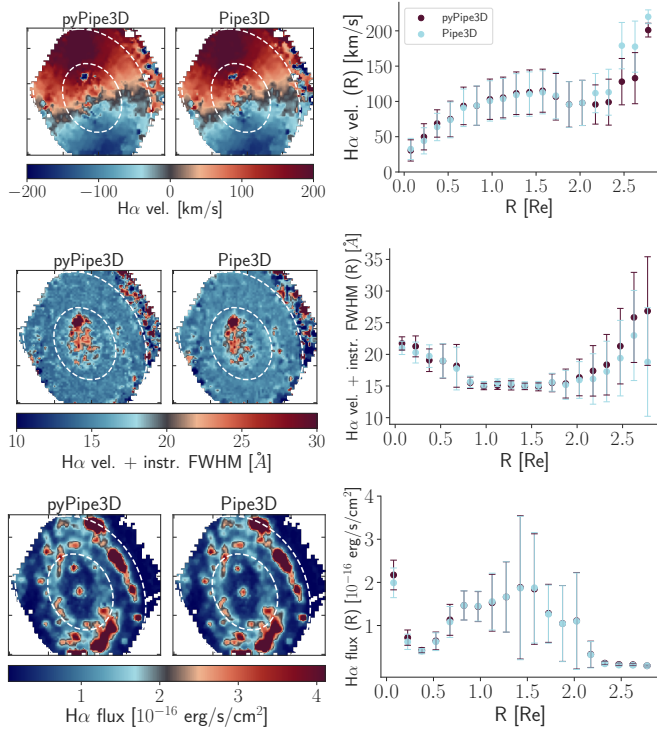 pyPipe3D
Pipe3D
−200
−100
0
100
200
Hα vel. [km/s]
Hα vel. (R) [km/s]
200
150
100
50
0
pyPipe3D
Pipe3D
0.0
0.5
1.0
1.5
2.0
2.5
R [Re]
pyPipe3D
Pipe3D
10
15
20
25
30
Hα vel. + instr. FWHM [Å]
Hα vel. + instr. FWHM (R) [Å]
35
30
25
20
15
10
0.0
0.5
1.0
1.5
2.0
2.5
R [Re]
pyPipe3D
Pipe3D
1
2
3
4
Hα flux [10⁻¹⁶ erg/s/cm²]
Hα flux (R) [10⁻¹⁶ erg/s/cm²]
4
3
2
1
0.0
0.5
1.0
1.5
2.0
2.5
R [Re]